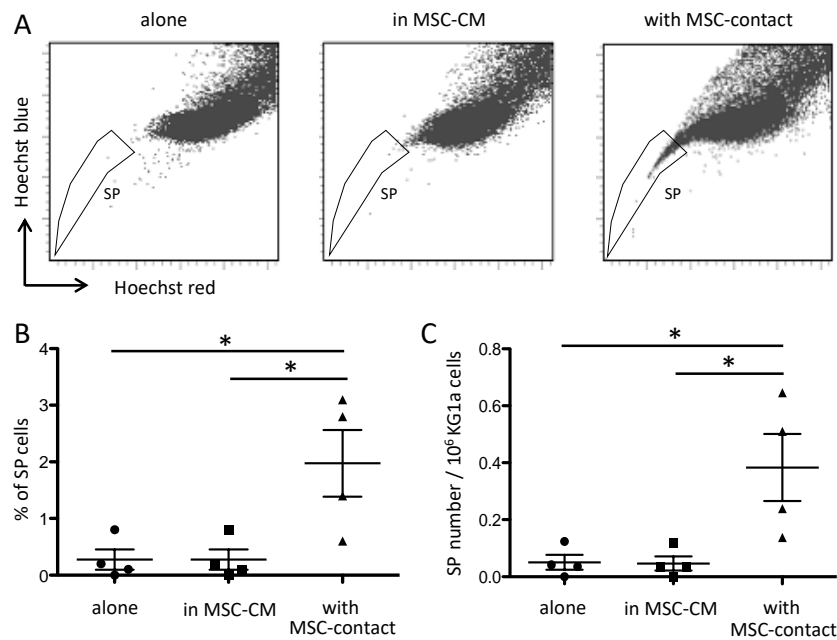 A
alone
in MSC-CM
with MSC-contact
Hoechst blue
SP
SP
SP
Hoechst red
B
*
*
% of SP cells
4
3
2
1
0
alone
in MSC-CM
with
MSC-contact
C
*
*
SP number / 10⁶ KG1a cells
0.8
0.6
0.4
0.2
0.0
alone
in MSC-CM
with
MSC-contact